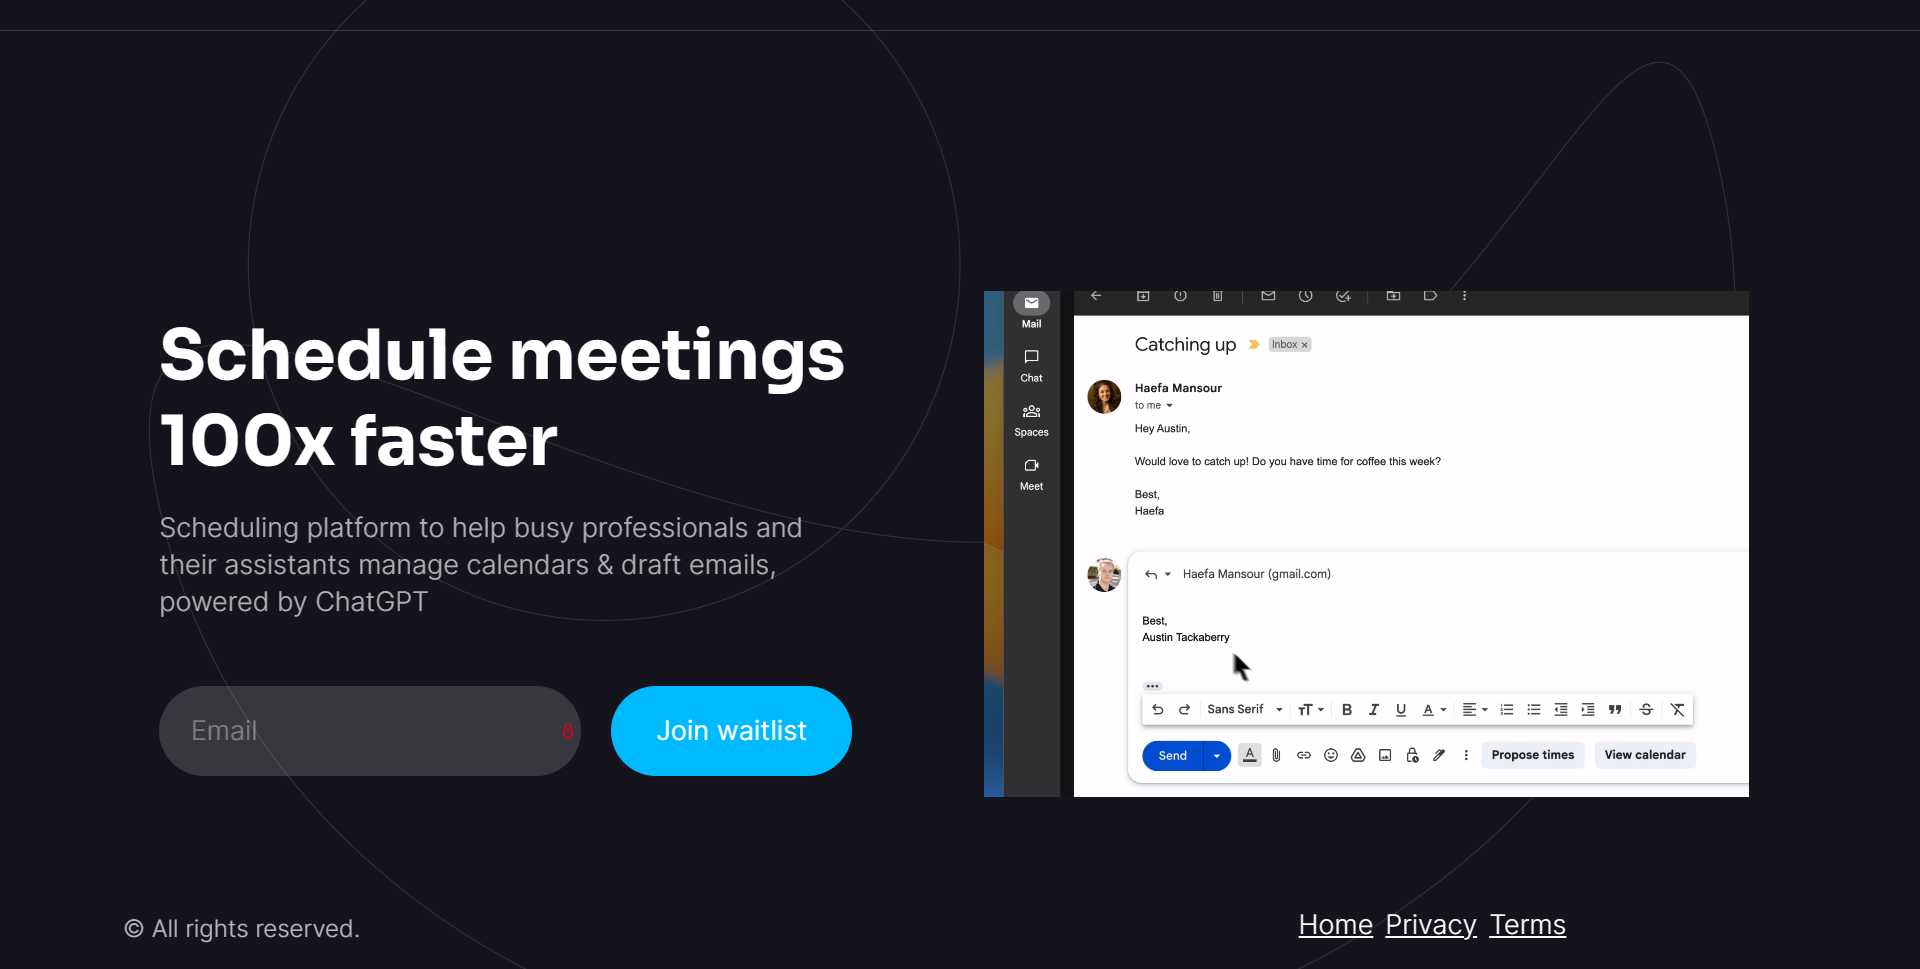 Schedule meetings
100x faster
Scheduling platform to help busy professionals and
their assistants manage calendars & draft emails,
powered by ChatGPT
Email
Join waitlist
Mail
Chat
Spaces
Meet
Catching up
Inbox ×
Haefa Mansour
to me
Hey Austin,
Would love to catch up! Do you have time for coffee this week?
Best,
Haefa
Haefa Mansour (gmail.com)
Best,
Austin Tackaberry
Sans Serif
Send
Propose times
View calendar
© All rights reserved.
Home Privacy Terms